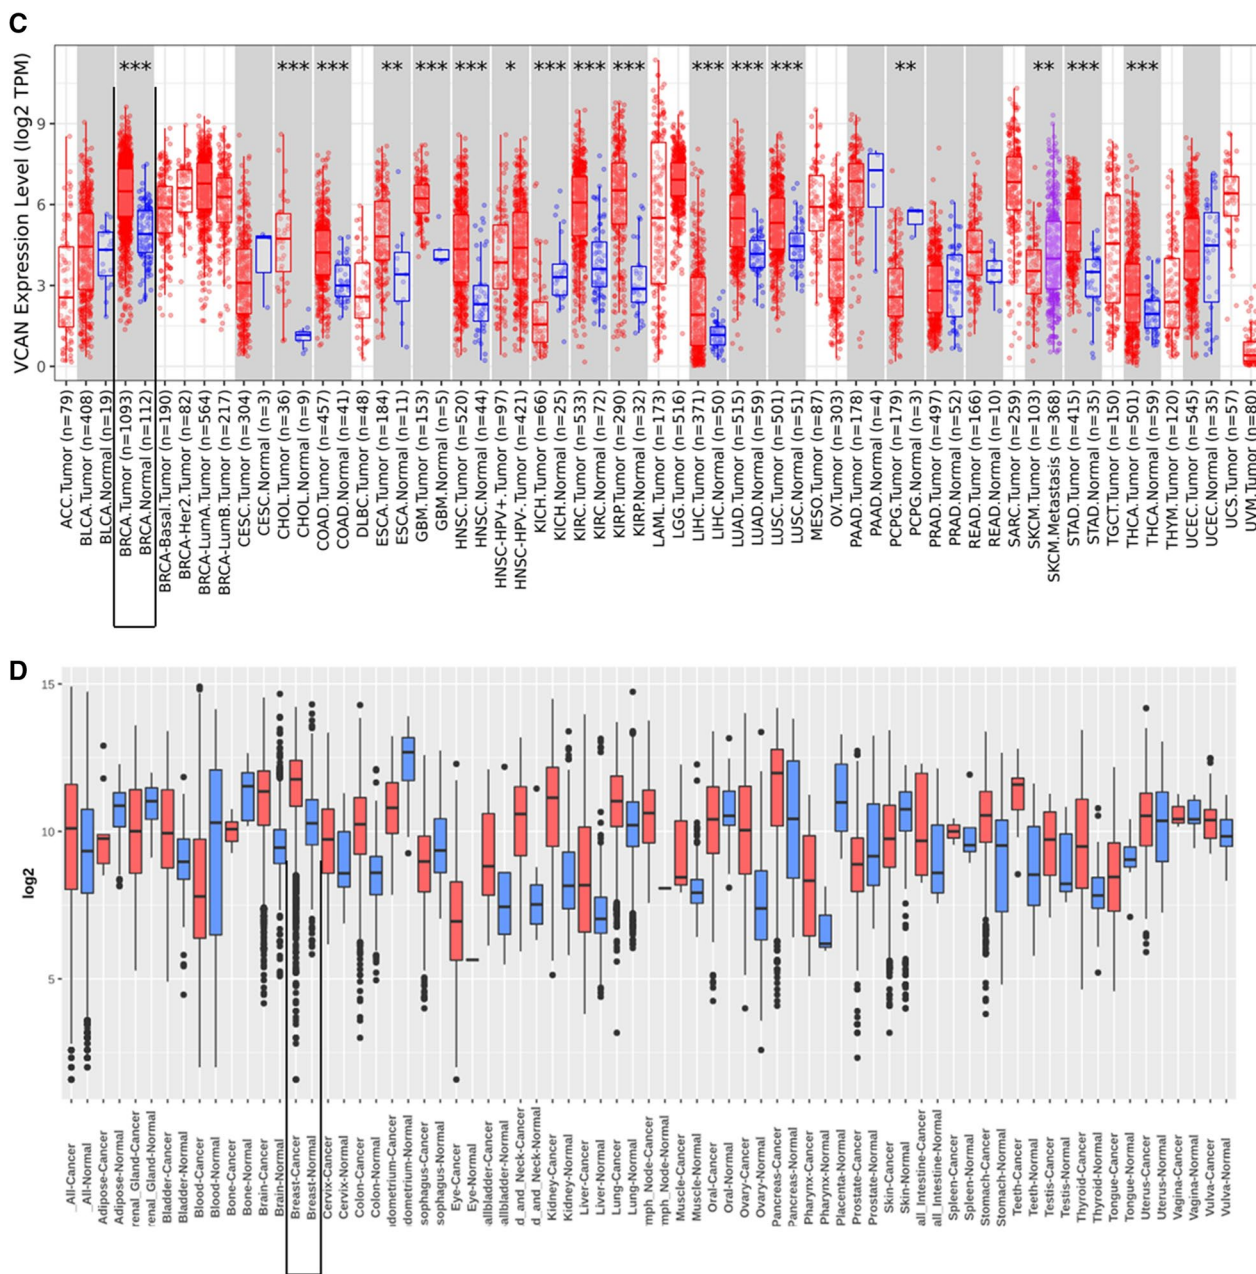 C
VCAN Expression Level (log2 TPM)
9
6
3
0
*** *** *** ** *** *** * *** *** *** *** *** *** ** ** *** ***
ACC.Tumor (n=79)
BLCA.Tumor (n=408)
BLCA.Normal (n=19)
BRCA.Tumor (n=1093)
BRCA.Normal (n=112)
BRCA-Basal.Tumor (n=190)
BRCA-Her2.Tumor (n=82)
BRCA-LumA.Tumor (n=564)
BRCA-LumB.Tumor (n=217)
CESC.Tumor (n=304)
CESC.Normal (n=3)
CHOL.Tumor (n=36)
CHOL.Normal (n=9)
COAD.Tumor (n=457)
COAD.Normal (n=41)
DLBC.Tumor (n=48)
ESCA.Tumor (n=184)
ESCA.Normal (n=11)
GBM.Tumor (n=153)
GBM.Normal (n=5)
HNSC.Tumor (n=520)
HNSC.Normal (n=44)
HNSC-HPV+.Tumor (n=97)
HNSC-HPV-.Tumor (n=421)
KICH.Tumor (n=66)
KICH.Normal (n=25)
KIRC.Tumor (n=533)
KIRC.Normal (n=72)
KIRP.Tumor (n=290)
KIRP.Normal (n=32)
LAML.Tumor (n=173)
LGG.Tumor (n=516)
LIHC.Tumor (n=371)
LIHC.Normal (n=50)
LUAD.Tumor (n=515)
LUAD.Normal (n=59)
LUSC.Tumor (n=501)
LUSC.Normal (n=51)
MESO.Tumor (n=87)
OV.Tumor (n=303)
PAAD.Tumor (n=178)
PAAD.Normal (n=4)
PCPG.Tumor (n=179)
PCPG.Normal (n=3)
PRAD.Tumor (n=497)
PRAD.Normal (n=52)
READ.Tumor (n=166)
READ.Normal (n=10)
SARC.Tumor (n=259)
SKCM.Tumor (n=103)
SKCM.Metastasis (n=368)
STAD.Tumor (n=415)
STAD.Normal (n=35)
TGCT.Tumor (n=150)
THCA.Tumor (n=501)
THCA.Normal (n=59)
THYM.Tumor (n=120)
UCEC.Tumor (n=545)
UCEC.Normal (n=35)
UCS.Tumor (n=57)
UVM.Tumor (n=80)
D
log2
15
10
5
_All-Cancer
_All-Normal
Adipose-Cancer
Adipose-Normal
renal_Gland-Cancer
renal_Gland-Normal
Bladder-Cancer
Bladder-Normal
Blood-Cancer
Blood-Normal
Bone-Cancer
Bone-Normal
Brain-Cancer
Brain-Normal
Breast-Cancer
Breast-Normal
Cervix-Cancer
Cervix-Normal
Colon-Cancer
Colon-Normal
dometrium-Cancer
dometrium-Normal
sophagus-Cancer
sophagus-Normal
Eye-Cancer
Eye-Normal
allbladder-Cancer
allbladder-Normal
d_and_Neck-Cancer
d_and_Neck-Normal
Kidney-Cancer
Kidney-Normal
Liver-Cancer
Liver-Normal
Lung-Cancer
Lung-Normal
mph_Node-Cancer
mph_Node-Normal
Muscle-Cancer
Muscle-Normal
Oral-Cancer
Oral-Normal
Ovary-Cancer
Ovary-Normal
Pancreas-Cancer
Pancreas-Normal
Pharynx-Cancer
Pharynx-Normal
Placenta-Normal
Prostate-Cancer
Prostate-Normal
Skin-Cancer
Skin-Normal
all_Intestine-Cancer
all_Intestine-Normal
Spleen-Cancer
Spleen-Normal
Stomach-Cancer
Stomach-Normal
Teeth-Cancer
Teeth-Normal
Testis-Cancer
Testis-Normal
Thyroid-Cancer
Thyroid-Normal
Tongue-Cancer
Tongue-Normal
Uterus-Cancer
Uterus-Normal
Vagina-Cancer
Vagina-Normal
Vulva-Cancer
Vulva-Normal